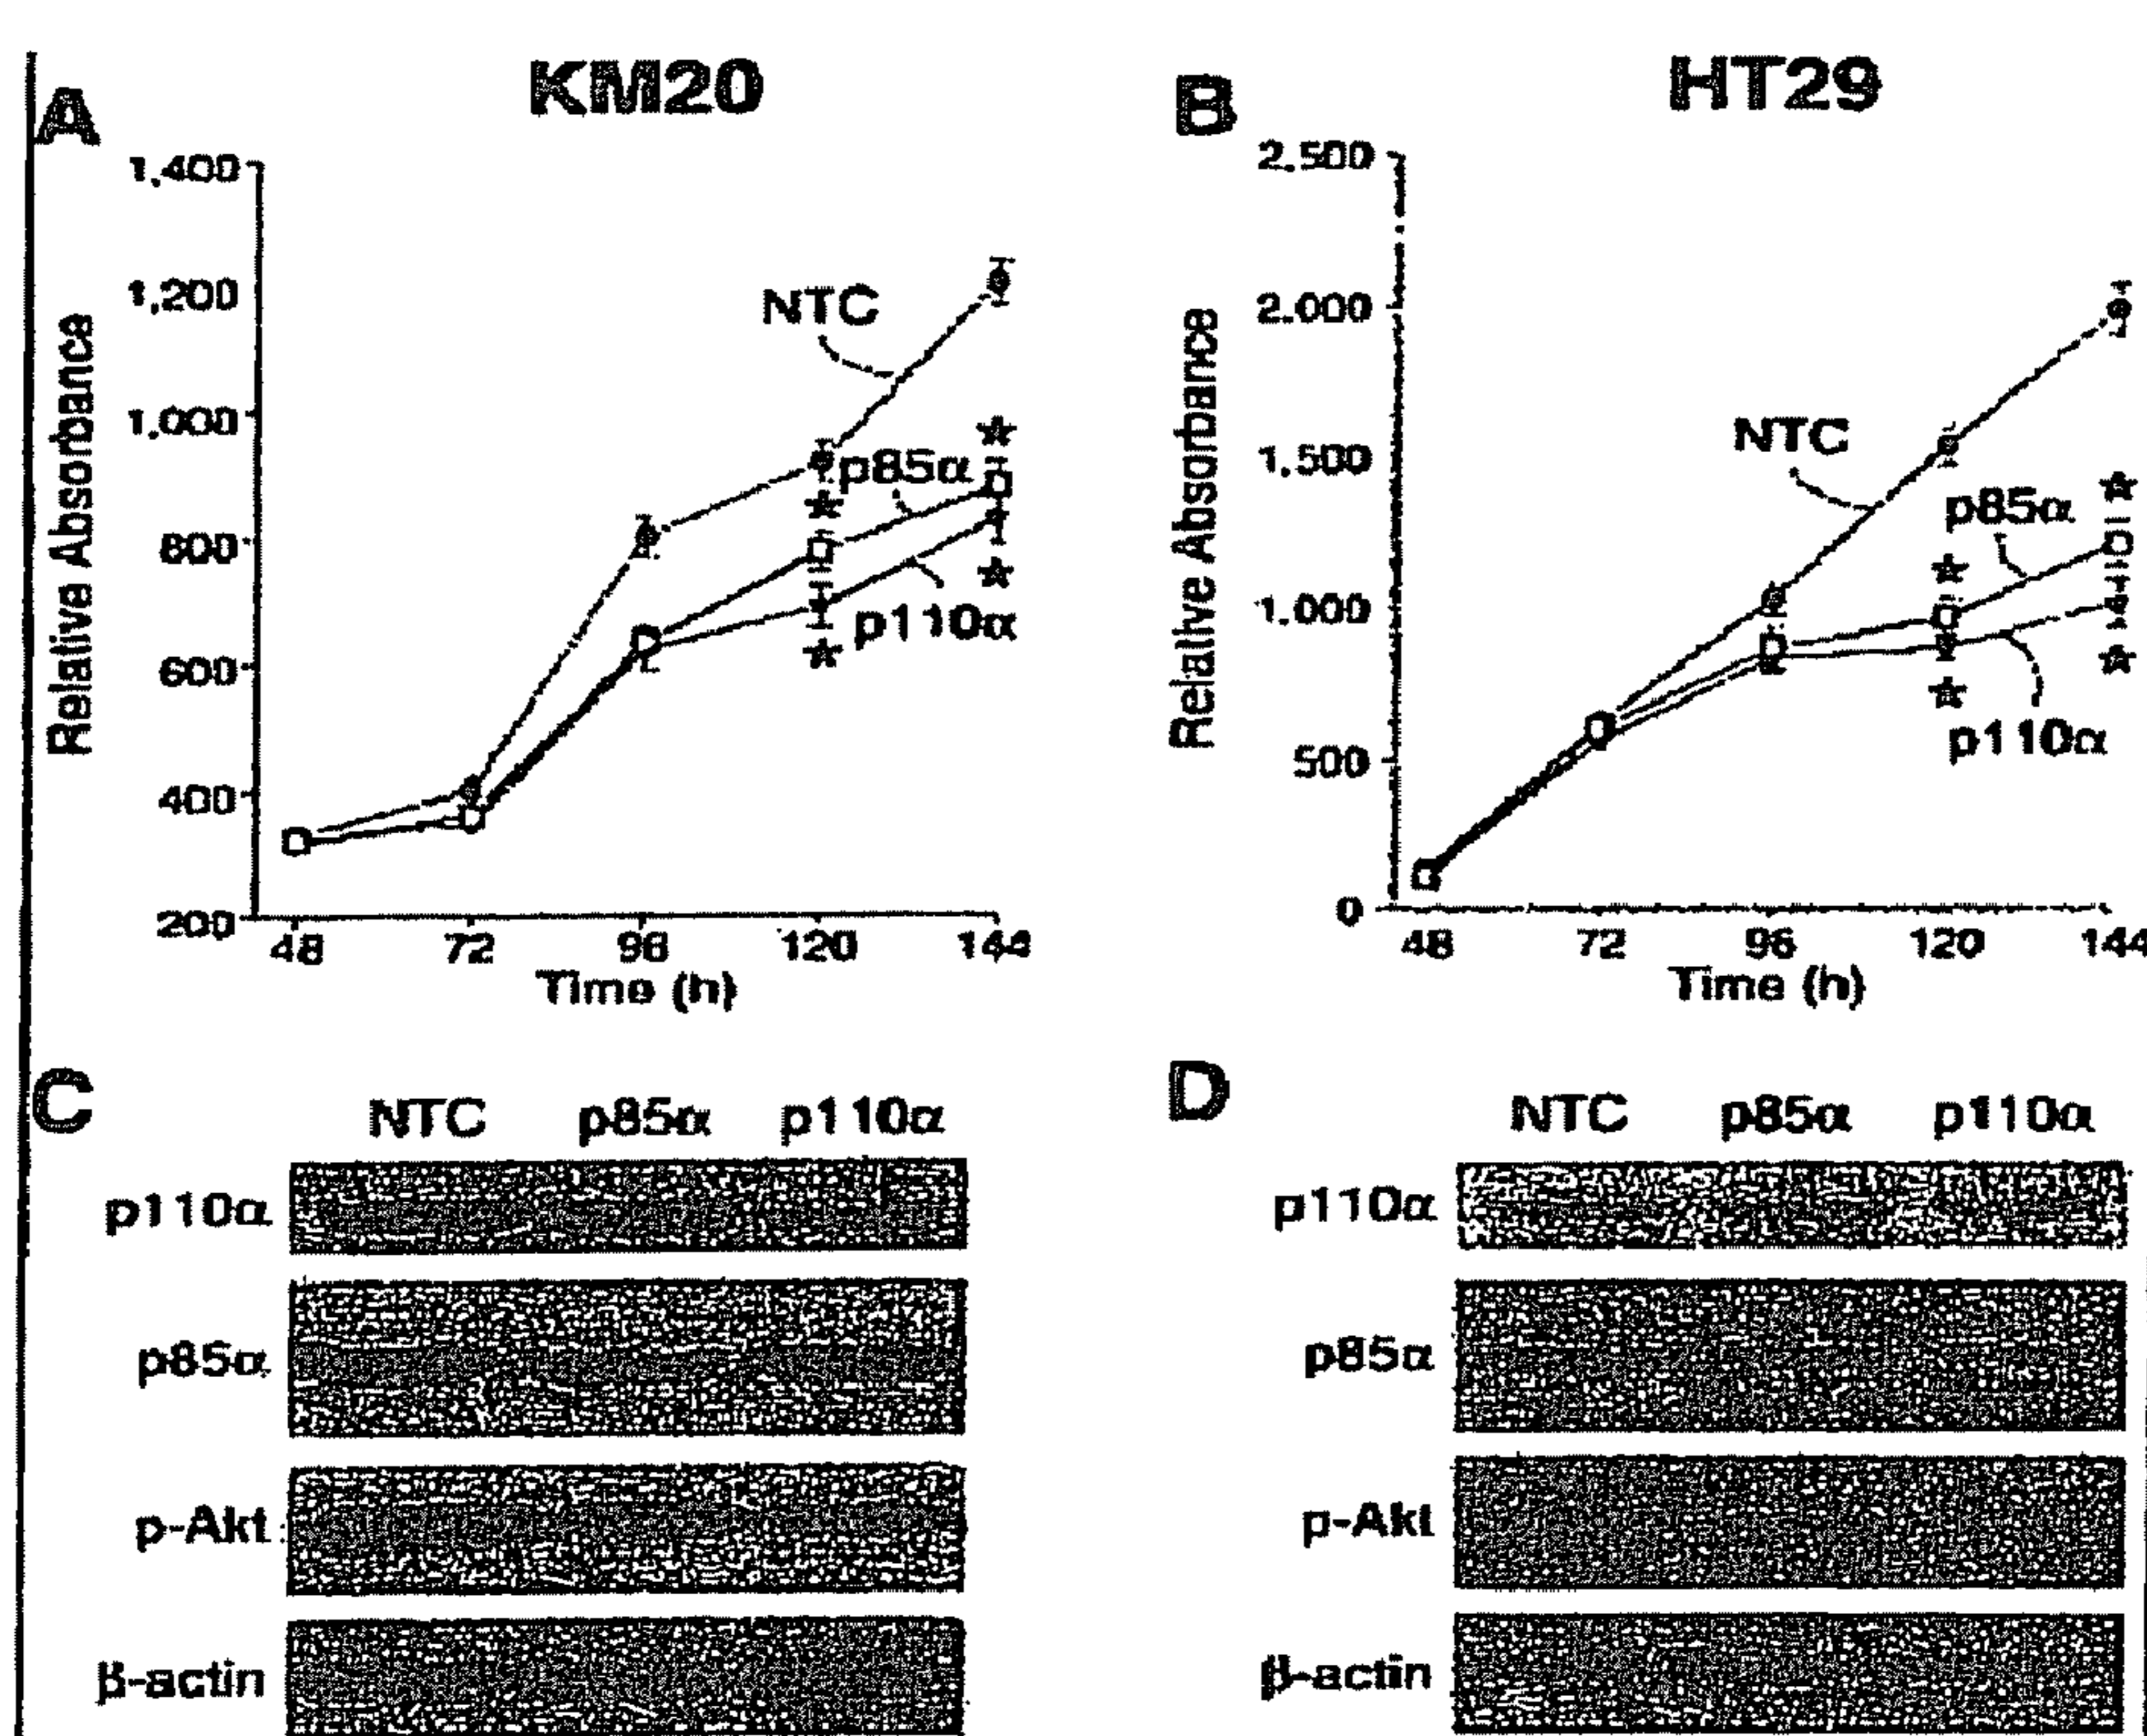 A
KM20
1.400
1.200
1.000
800
600
400
200
Relative Absorbance
NTC
p85α
p110α
48 72 96 120 144
Time (h)
B
HT29
2.500
2.000
1.500
1.000
500
0
Relative Absorbance
NTC
p85α
p110α
48 72 96 120 144
Time (h)
C
NTC p85α p110α
p110α
p85α
p-Akt
β-actin
D
NTC p85α p110α
p110α
p85α
p-Akt
β-actin